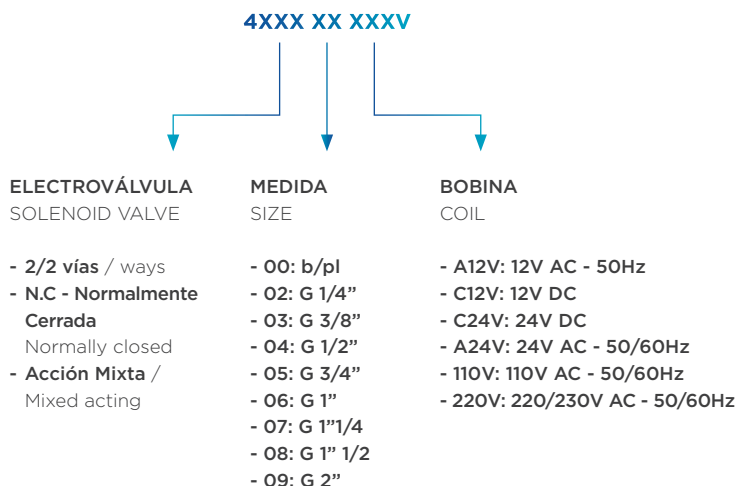 4XXX XX XXXV
ELECTROVÁLVULA
SOLENOID VALVE
- 2/2 vías / ways
- N.C - Normalmente
Cerrada
Normally closed
- Acción Mixta /
Mixed acting
MEDIDA
SIZE
- 00: b/pl
- 02: G 1/4”
- 03: G 3/8”
- 04: G 1/2”
- 05: G 3/4”
- 06: G 1”
- 07: G 1”1/4
- 08: G 1” 1/2
- 09: G 2”
BOBINA
COIL
- A12V: 12V AC - 50Hz
- C12V: 12V DC
- C24V: 24V DC
- A24V: 24V AC - 50/60Hz
- 110V: 110V AC - 50/60Hz
- 220V: 220/230V AC - 50/60Hz